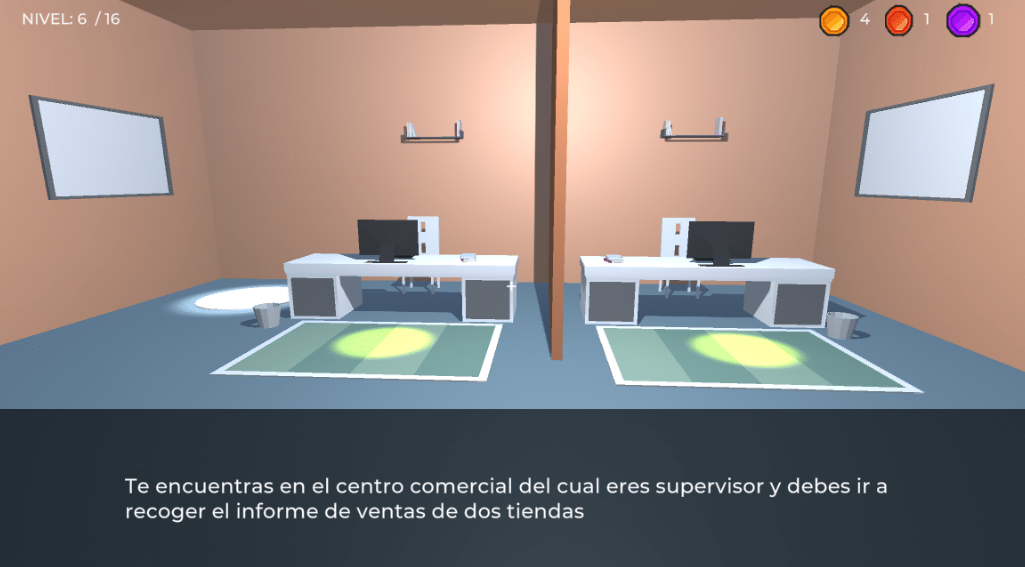 NIVEL: 6 / 16
4
1
1
Te encuentras en el centro comercial del cual eres supervisor y debes ir a
recoger el informe de ventas de dos tiendas